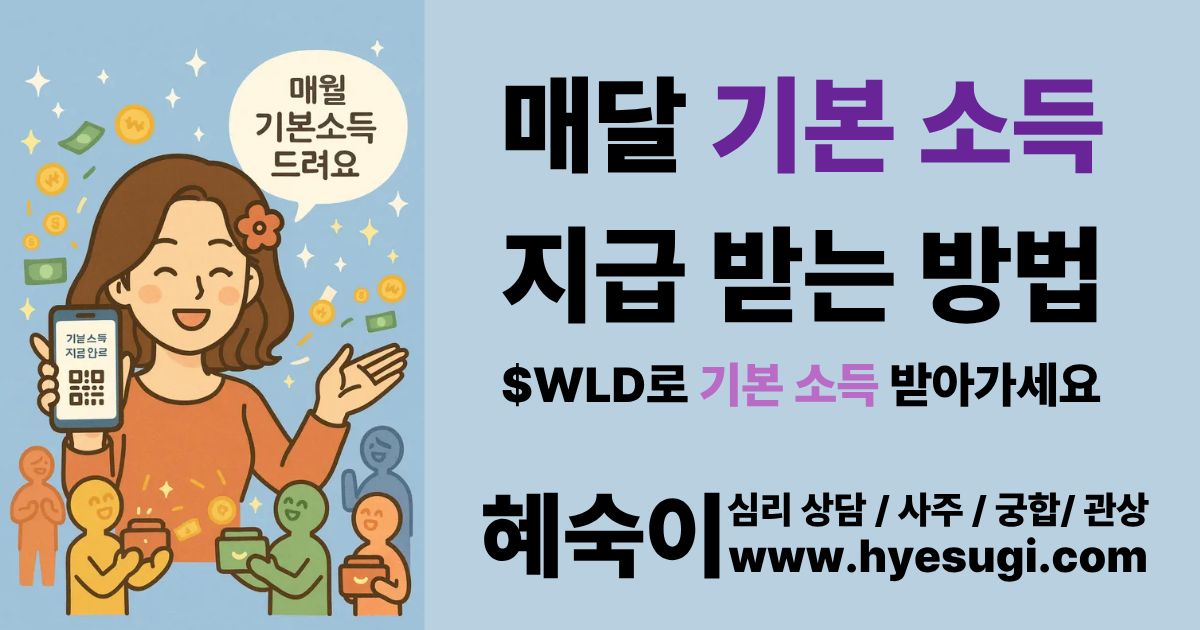 매월
기본소득
드려요
기본소득
지급완료
매달 기본 소득
지급 받는 방법
$WLD로 기본 소득 받아가세요
혜숙이
심리 상담 / 사주 / 궁합/ 관상
www.hyesugi.com